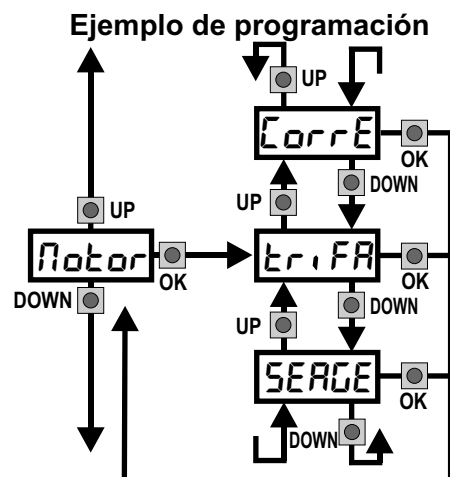 Ejemplo de programación
UP
CorrE
OK
DOWN
UP
UP
Motor
OK
triFA
OK
DOWN
DOWN
UP
SEAGE
OK
DOWN